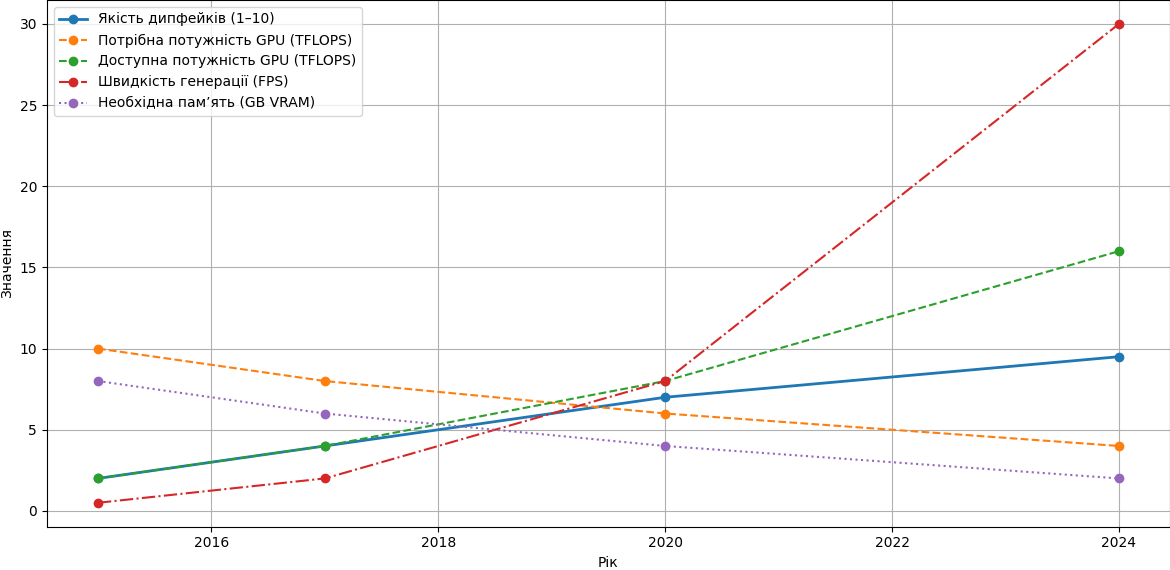 Якість дипфейків (1–10)
Потрібна потужність GPU (TFLOPS)
Доступна потужність GPU (TFLOPS)
Швидкість генерації (FPS)
Необхідна пам’ять (GB VRAM)
30
25
20
15
10
5
0
Значення
2016 2018 2020 2022 2024
Рік